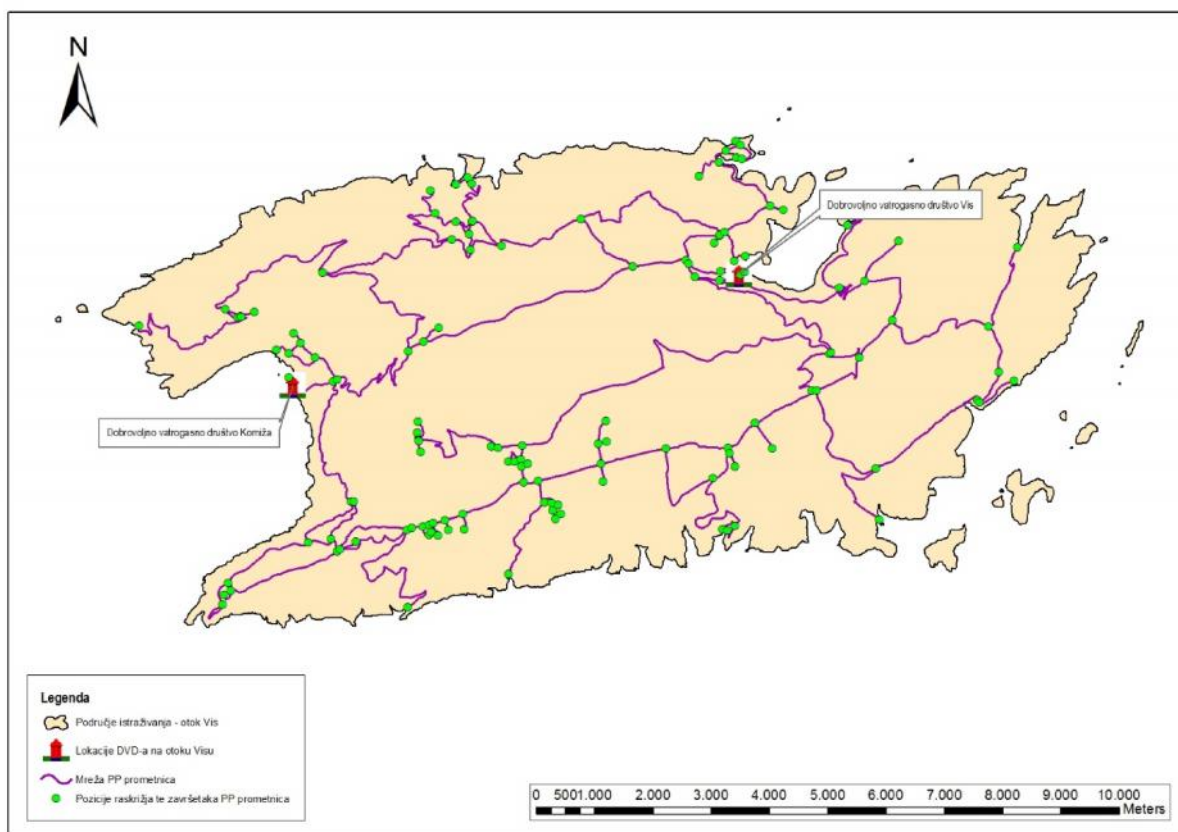 N
Dobrovoljno vatrogasno društvo Vis
Dobrovoljno vatrogasno društvo Komiža
Legenda
Područje istraživanja - otok Vis
Lokacije DVD-a na otoku Visu
Mreža PP prometnica
Pozicije raskrižja te završetaka PP prometnica
0 5001.000 2.000 3.000 4.000 5.000 6.000 7.000 8.000 9.000 10.000
Meters